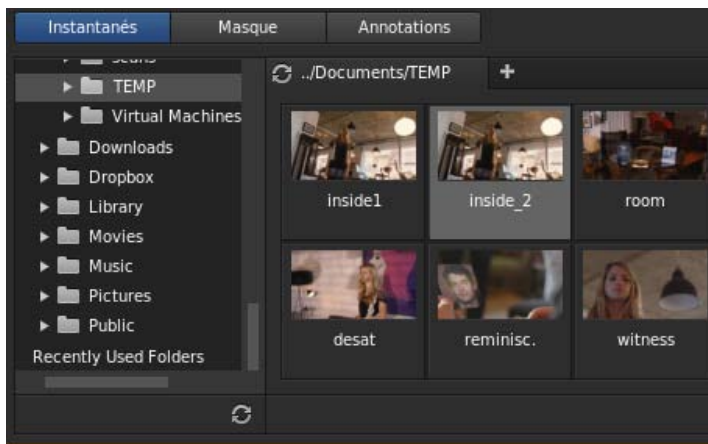 Instantanés Masque Annotations
scans
TEMP
Virtual Machines
Downloads
Dropbox
Library
Movies
Music
Pictures
Public
Recently Used Folders
../Documents/TEMP +
inside1 inside_2 room
desat reminisc. witness